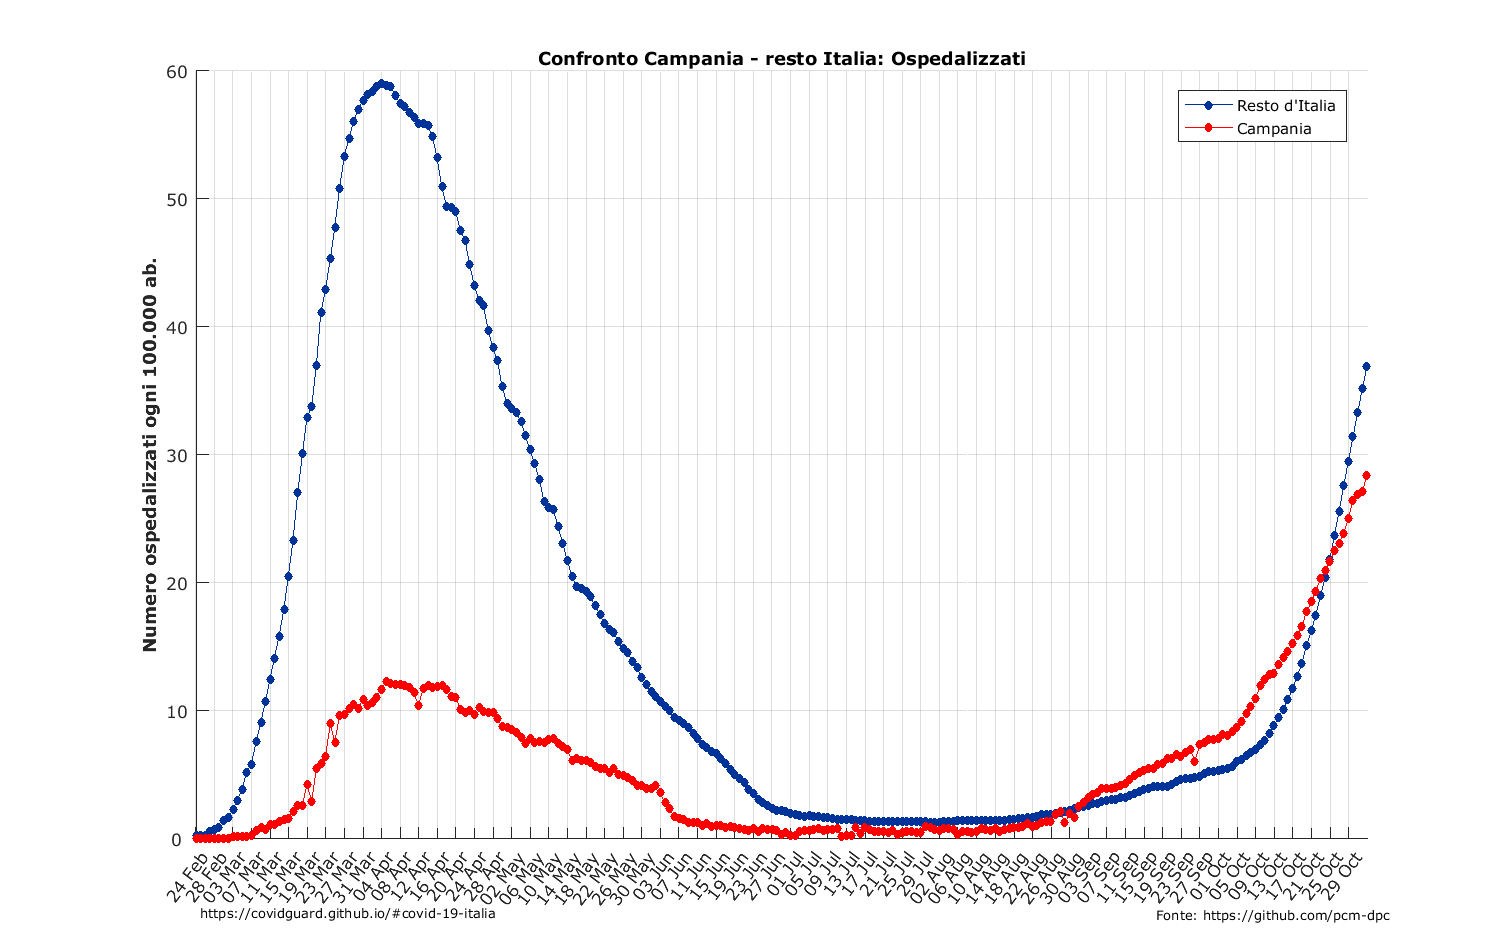 Confronto Campania - resto Italia: Ospedalizzati
Numero ospedalizzati ogni 100.000 ab.
60
50
40
30
20
10
0
Resto d'Italia
Campania
24 Feb
28 Feb
03 Mar
07 Mar
11 Mar
15 Mar
19 Mar
23 Mar
27 Mar
31 Mar
04 Apr
08 Apr
12 Apr
16 Apr
20 Apr
24 Apr
28 Apr
02 May
06 May
10 May
14 May
18 May
22 May
26 May
30 May
03 Jun
07 Jun
11 Jun
15 Jun
19 Jun
23 Jun
27 Jun
01 Jul
05 Jul
09 Jul
13 Jul
17 Jul
21 Jul
25 Jul
29 Jul
02 Aug
06 Aug
10 Aug
14 Aug
18 Aug
22 Aug
26 Aug
30 Aug
03 Sep
07 Sep
11 Sep
15 Sep
19 Sep
23 Sep
27 Sep
01 Oct
05 Oct
09 Oct
13 Oct
17 Oct
21 Oct
25 Oct
29 Oct
https://covidguard.github.io/#covid-19-italia
Fonte: https://github.com/pcm-dpc